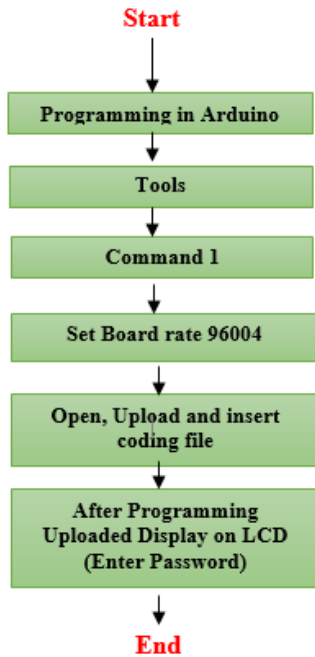 Start
Programming in Arduino
Tools
Command 1
Set Board rate 96004
Open, Upload and insert
coding file
After Programming
Uploaded Display on LCD
(Enter Password)
End